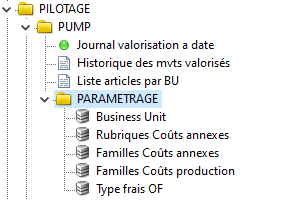 PILOTAGE
PUMP
Journal valorisation a date
Historique des mvts valorisés
Liste articles par BU
PARAMETRAGE
Business Unit
Rubriques Coûts annexes
Familles Coûts annexes
Familles Coûts production
Type frais OF